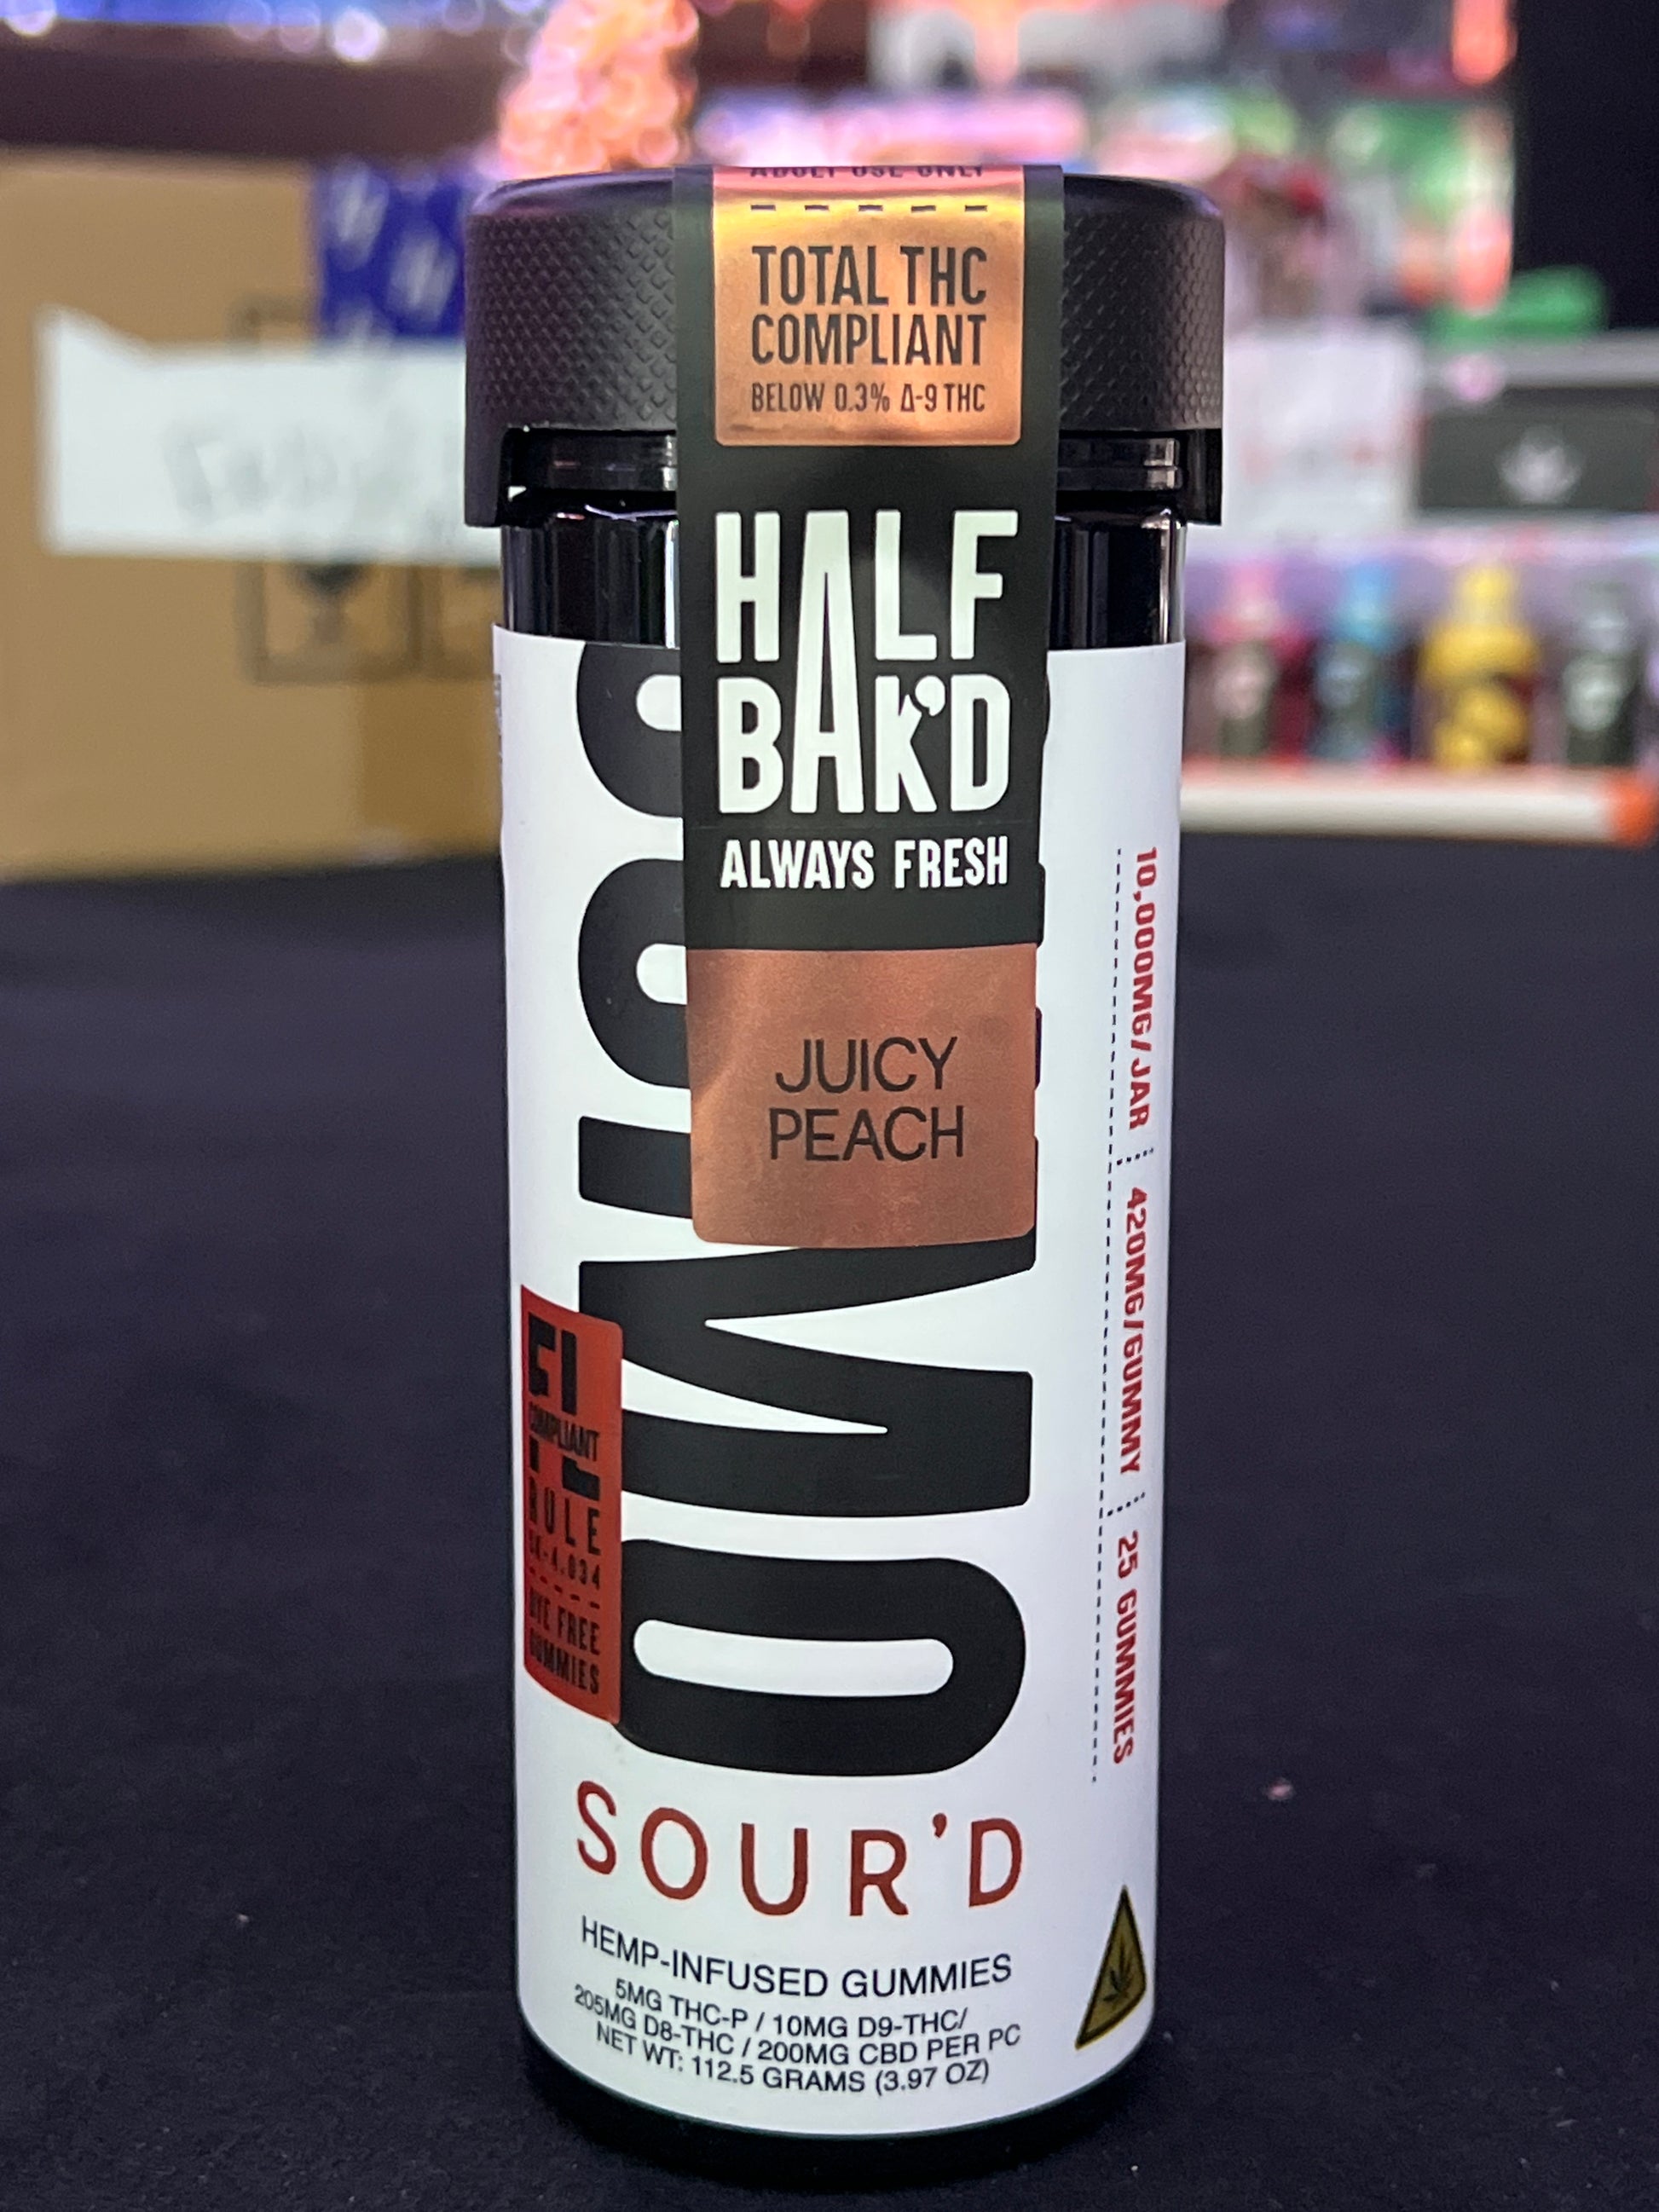 ADULT USE ONLY
TOTAL THC
COMPLIANT
BELOW 0.3% Δ-9 THC
HALF
BAK'D
ALWAYS FRESH
JUICY
PEACH
10,000MG/ JAR
420MG/GUMMY
25 GUMMIES
FL
COMPLIANT
RULE
5K-4.034
DYE FREE
GUMMIES
SOUR'D
HEMP-INFUSED GUMMIES
5MG THC-P / 10MG D9-THC/
205MG D8-THC / 200MG CBD PER PC
NET WT: 112.5 GRAMS (3.97 OZ)